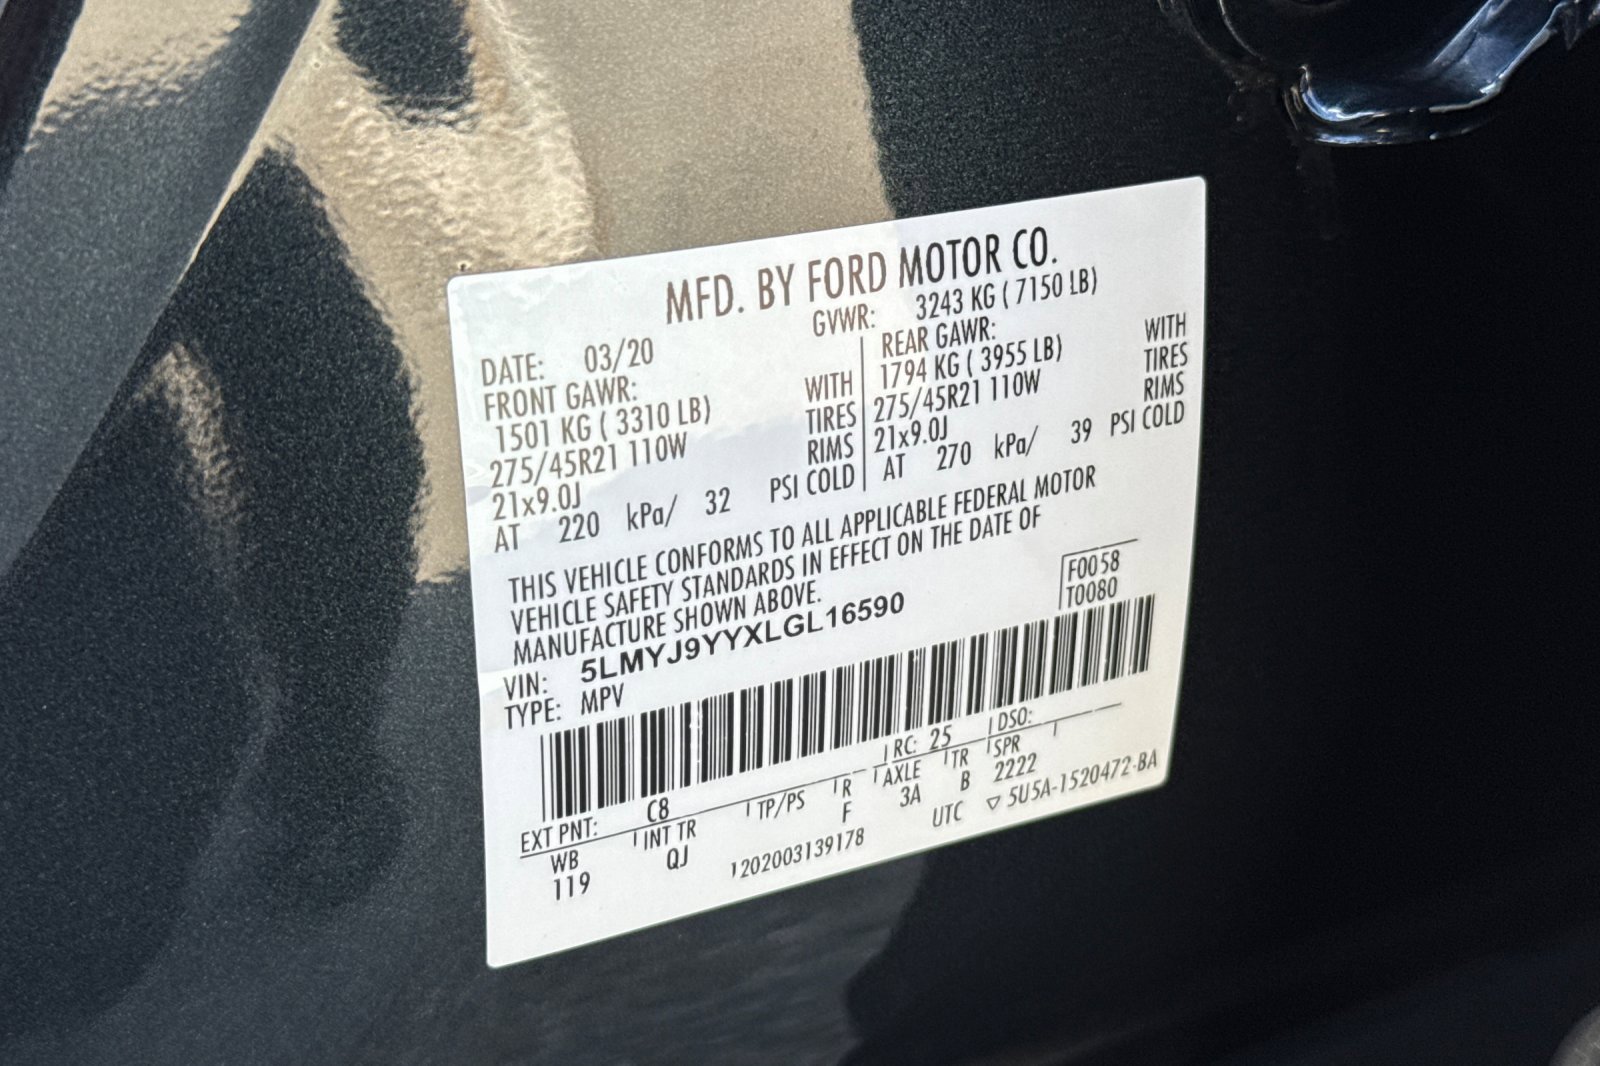 MFD. BY FORD MOTOR CO.
DATE: 03/20 GVWR: 3243 KG ( 7150 LB)
FRONT GAWR: REAR GAWR:
1501 KG ( 3310 LB) WITH 1794 KG ( 3955 LB) WITH
275/45R21 110W TIRES 275/45R21 110W TIRES
21x9.0J RIMS 21x9.0J RIMS
AT 220 kPa/ 32 PSI COLD AT 270 kPa/ 39 PSI COLD
THIS VEHICLE CONFORMS TO ALL APPLICABLE FEDERAL MOTOR
VEHICLE SAFETY STANDARDS IN EFFECT ON THE DATE OF
MANUFACTURE SHOWN ABOVE.
F0058
VIN: 5LMYJ9YYXLGL16590 T0080
TYPE: MPV
EXT PNT: C8 RC: 25 DSO:
WB INT TR TP/PS R AXLE TR SPR
119 QJ F 3A B 2222
1202003139178 UTC ▽ 5U5A-1520472-BA